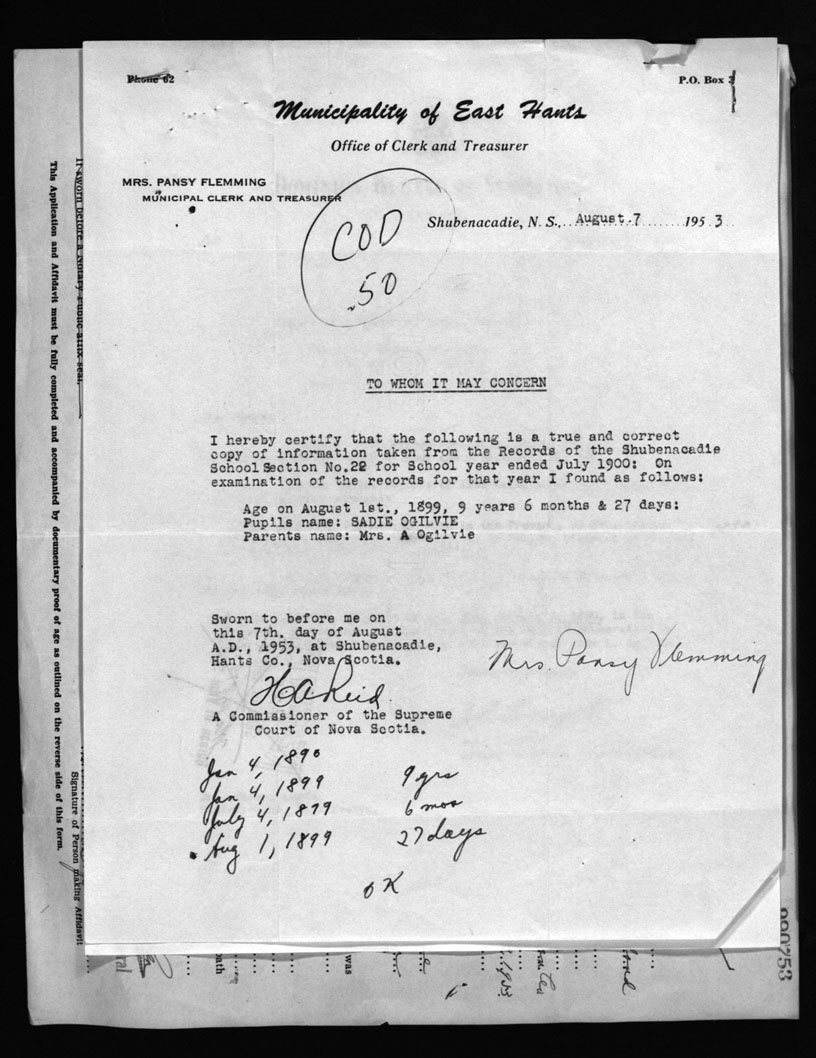 Phone 62
P.O. Box
Municipality of East Hants
Office of Clerk and Treasurer
MRS. PANSY FLEMMING
MUNICIPAL CLERK AND TREASURER
COD
.50
Shubenacadie, N. S., August 7 1953
TO WHOM IT MAY CONCERN
I hereby certify that the following is a true and correct
copy of information taken from the Records of the Shubenacadie
School Section No.22 for School year ended July 1900: On
examination of the records for that year I found as follows:
Age on August 1st., 1899, 9 years 6 months & 27 days:
Pupils name: SADIE OGILVIE
Parents name: Mrs. A Ogilvie
Sworn to before me on
this 7th. day of August
A.D., 1953, at Shubenacadie,
Hants Co., Nova Scotia.
Mrs. Pansy Flemming
H A Reid
A Commissioner of the Supreme
Court of Nova Scotia.
Jan 4, 1890
Jan 4, 1899 9 yrs
July 4, 1899 6 mos
Aug 1, 1899 27 days
OK
If sworn before a Notary Public affix seal.
This Application and Affidavit must be fully completed and accompanied by documentary proof of age as outlined on the reverse side of this form.
Signature of Person making Affidavit
was